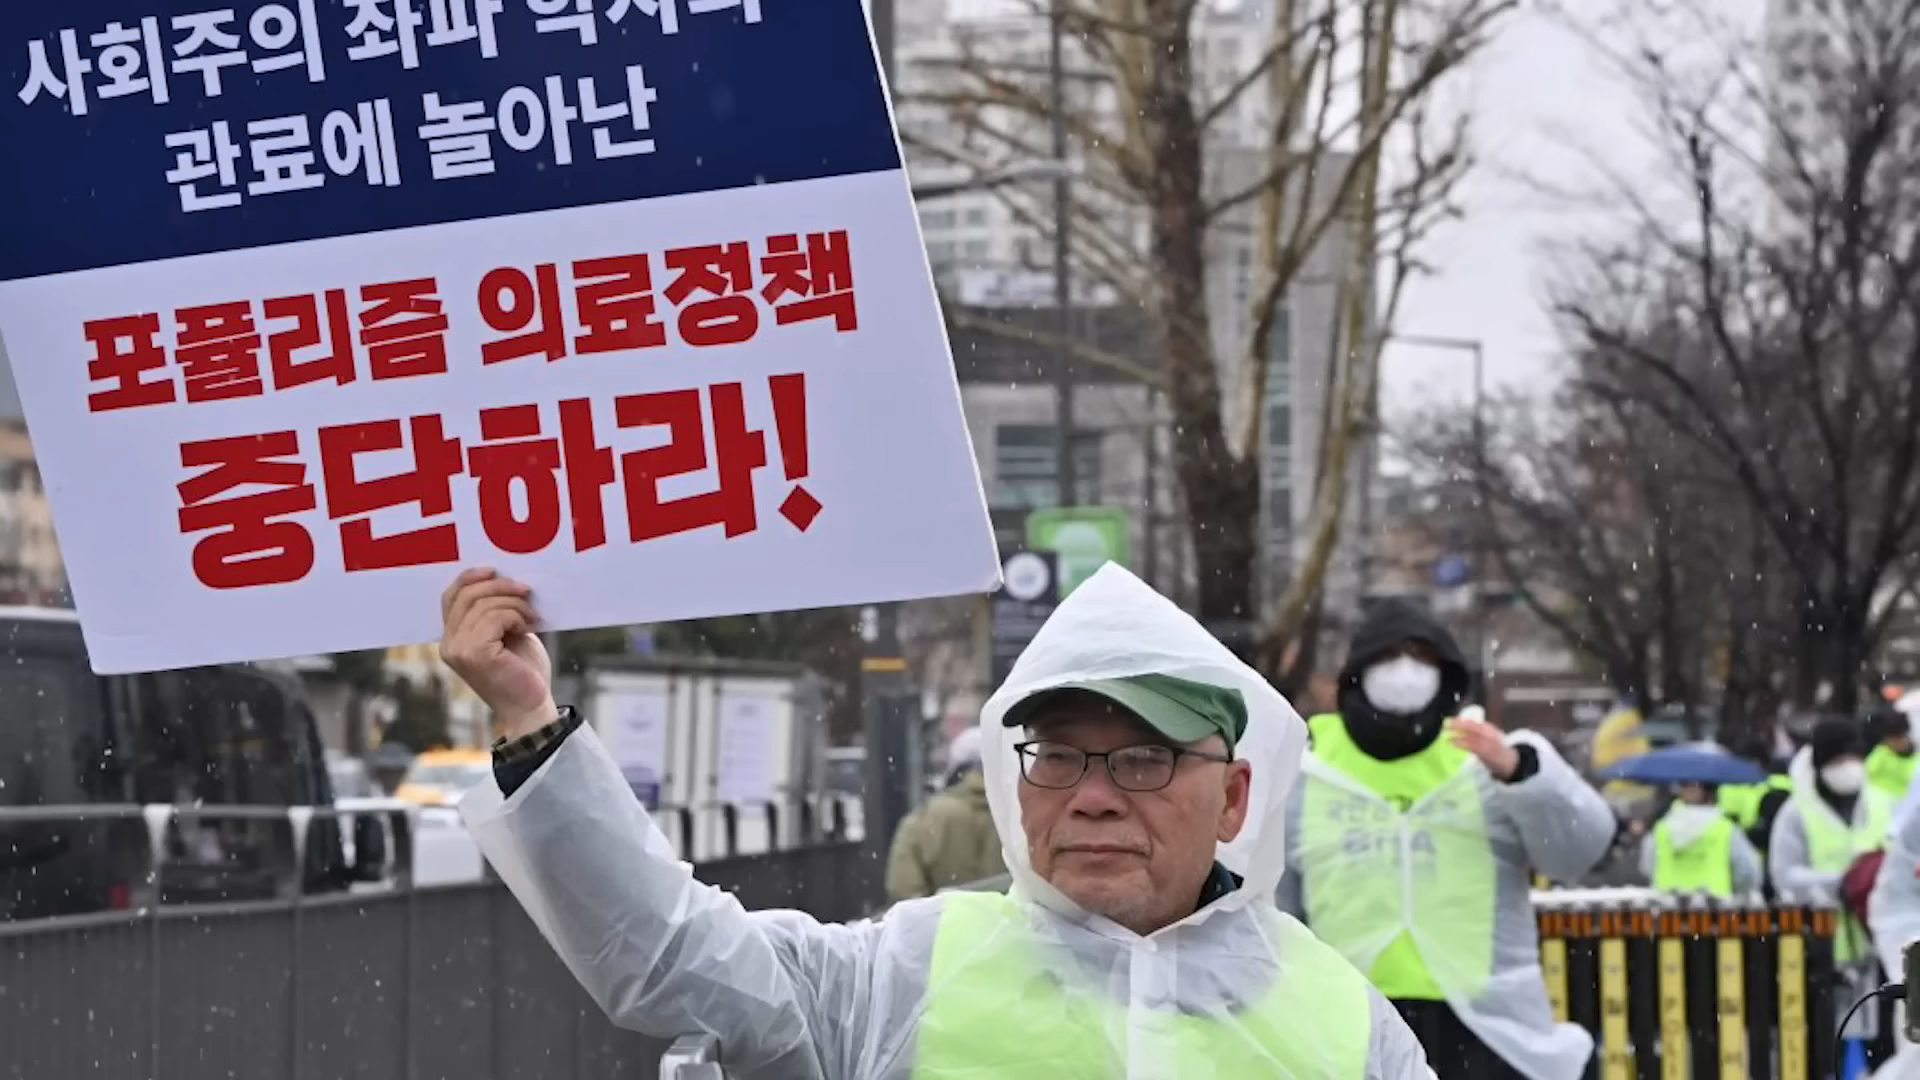 사회주의 좌파 학자와
관료에 놀아난
포퓰리즘 의료정책
중단하라!